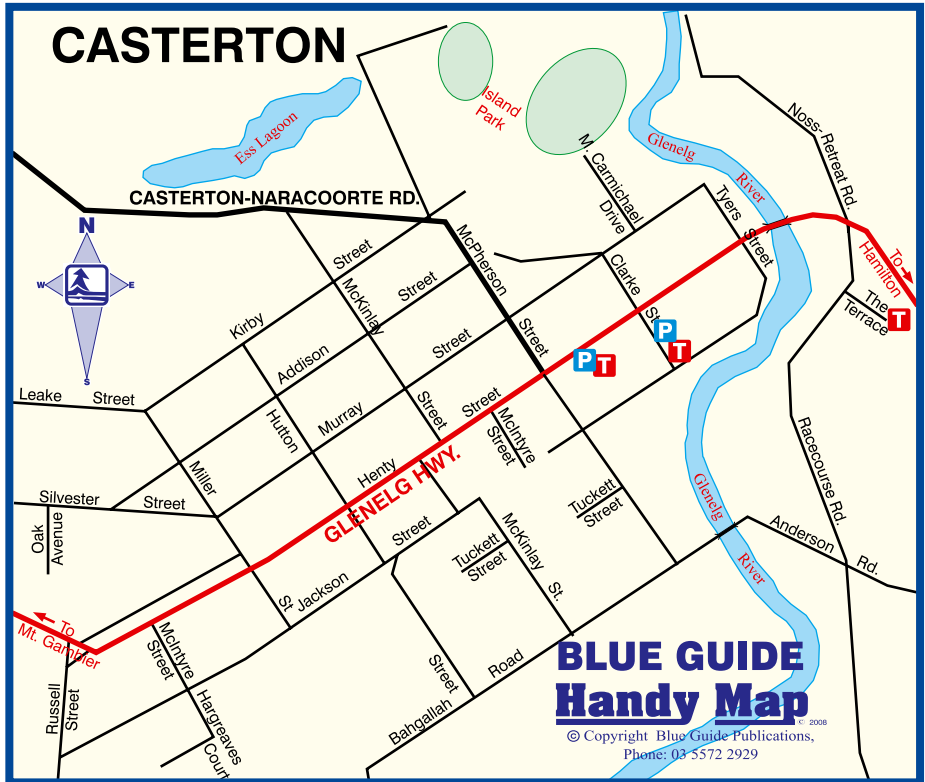 CASTERTON
Island
Park
Ess Lagoon
Glenelg
River
Noss- Retreat Rd.
M. Carmichael
Drive
CASTERTON-NARACOORTE RD.
Tyers
Street
N
W
E
S
McPherson
Street
Street
Kirby
McKinlay
Street
Street
Addison
Clarke
St.
To
Hamilton
The
Terrace
T
P
T
P
T
Street
Murray
Leake Street
Hutton
Street
McIntyre
Street
Miller
St
Henty
GLENELG HWY.
Silvester Street
Oak
Avenue
Racecourse Rd.
Tuckett
Street
Glenelg
River
Anderson
Rd.
Street
Jackson
Tuckett
Street
McKinlay
St.
To
Mt. Gambier
McIntyre
Street
Russell
Street
Hargreaves
Court
Street
Road
Bahgallah
BLUE GUIDE
Handy Map
© 2008
© Copyright Blue Guide Publications,
Phone: 03 5572 2929